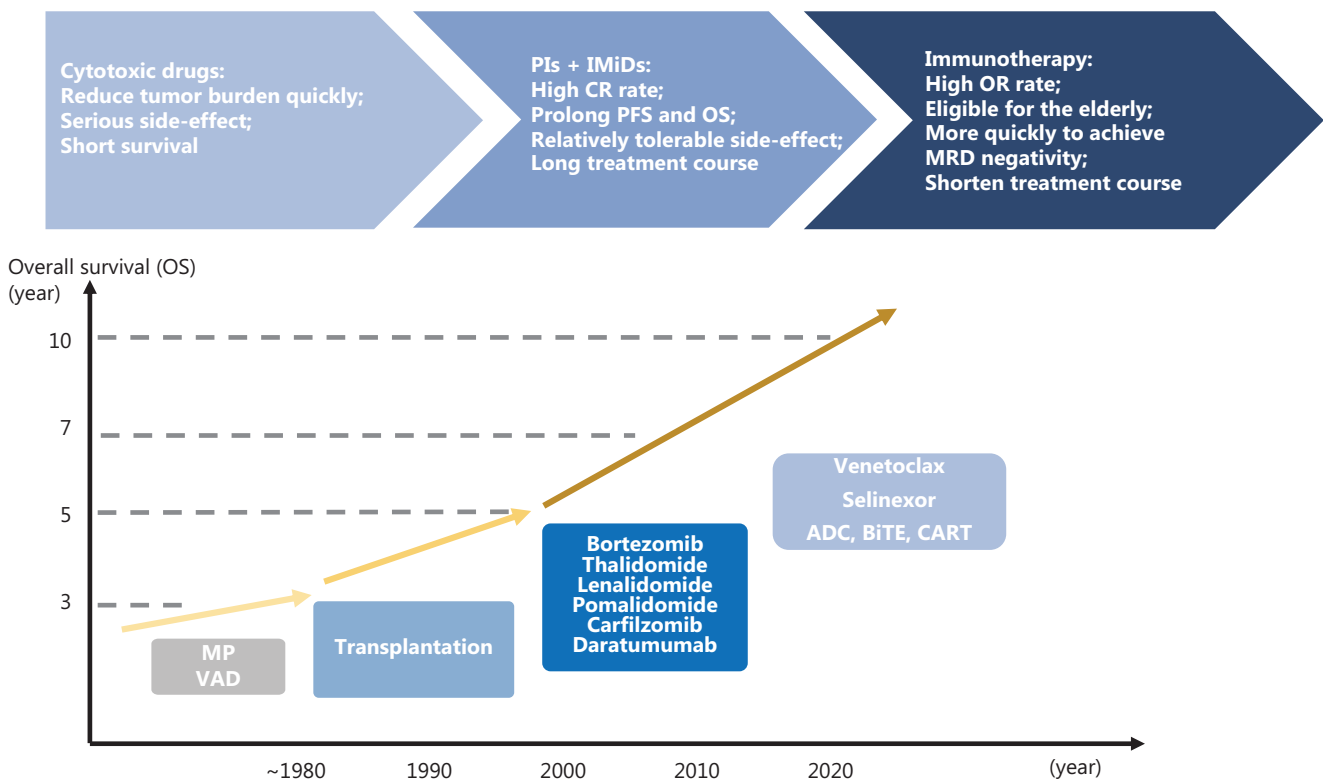 Cytotoxic drugs:
Reduce tumor burden quickly;
Serious side-effect;
Short survival
PIs + IMiDs:
High CR rate;
Prolong PFS and OS;
Relatively tolerable side-effect;
Long treatment course
Immunotherapy:
High OR rate;
Eligible for the elderly;
More quickly to achieve
MRD negativity;
Shorten treatment course
Overall survival (OS)
(year)
10
7
5
3
MP
VAD
Transplantation
Bortezomib
Thalidomide
Lenalidomide
Pomalidomide
Carfilzomib
Daratumumab
Venetoclax
Selinexor
ADC, BiTE, CART
~1980
1990
2000
2010
2020
(year)